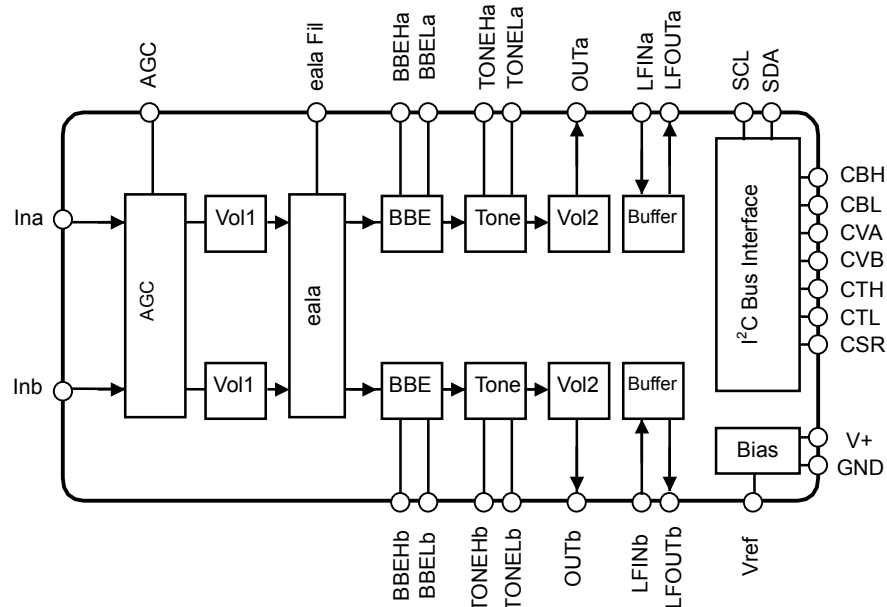 AGC
eala Fil
BBEHa
BBELa
TONEHa
TONELa
OUTa
LFINa
LFOUTa
SCL
SDA
Ina
AGC
Vol1
eala
BBE
Tone
Vol2
Buffer
I²C Bus Interface
CBH
CBL
CVA
CVB
CTH
CTL
CSR
Inb
Vol1
BBE
Tone
Vol2
Buffer
Bias
V+
GND
BBEHb
BBELb
TONEHb
TONELb
OUTb
LFINb
LFOUTb
Vref